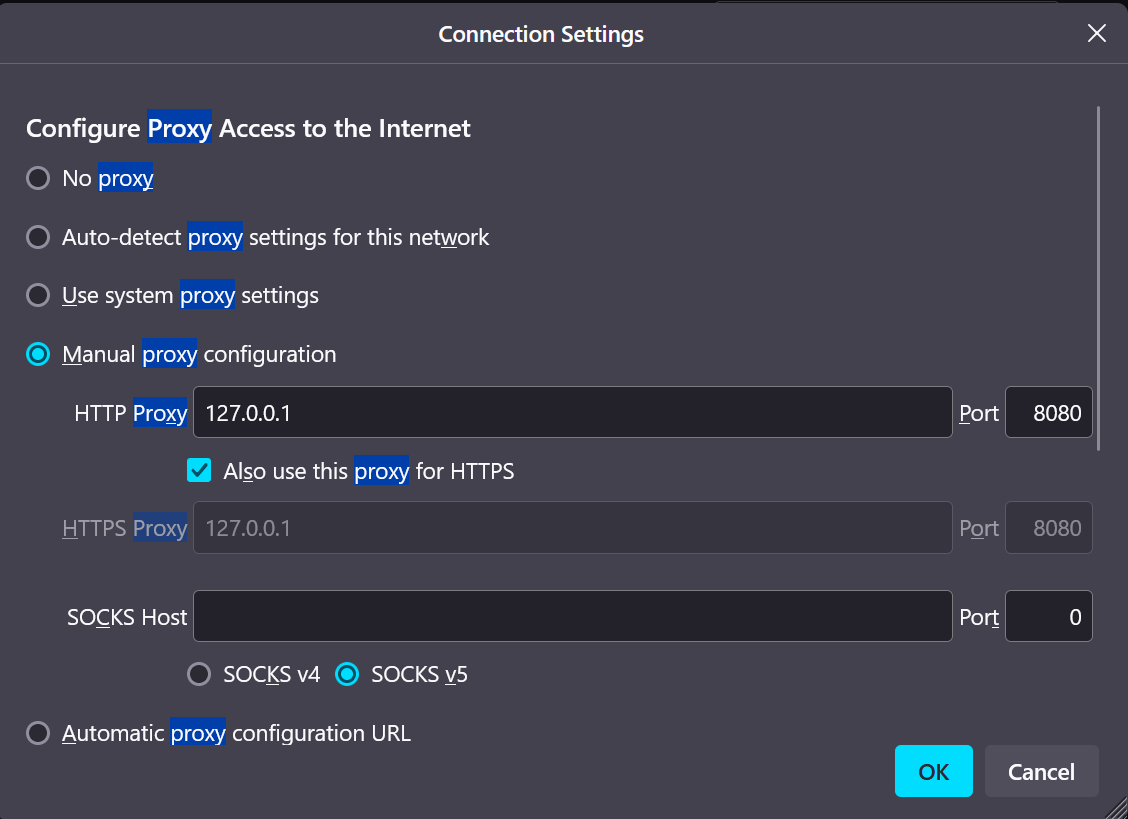 Connection Settings
Configure Proxy Access to the Internet
No proxy
Auto-detect proxy settings for this network
Use system proxy settings
Manual proxy configuration
HTTP Proxy 127.0.0.1 Port 8080
Also use this proxy for HTTPS
HTTPS Proxy 127.0.0.1 Port 8080
SOCKS Host Port 0
SOCKS v4 SOCKS v5
Automatic proxy configuration URL
OK Cancel